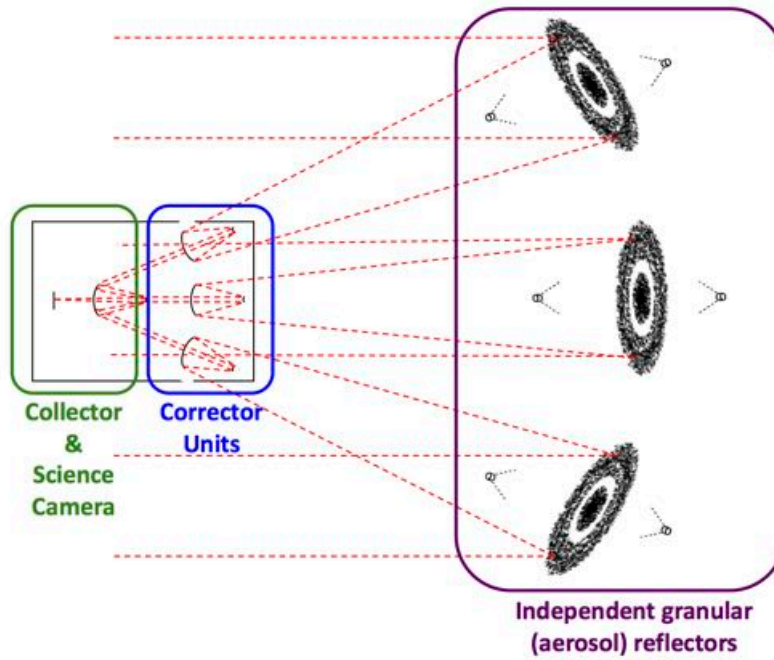 Collector
&
Science
Camera
Corrector
Units
Independent granular
(aerosol) reflectors